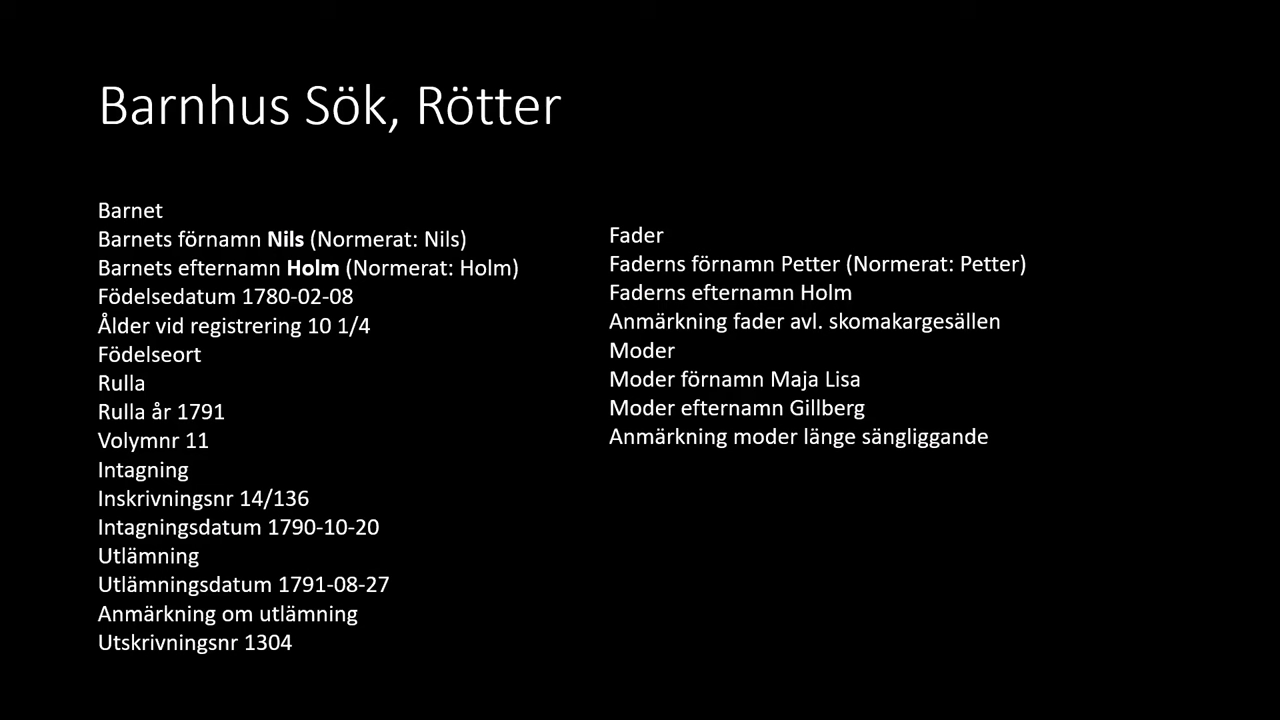 Barnhus Sök, Rötter
Barnet
Barnets förnamn Nils (Normerat: Nils)
Barnets efternamn Holm (Normerat: Holm)
Födelsedatum 1780-02-08
Ålder vid registrering 10 1/4
Födelseort
Rulla
Rulla år 1791
Volymnr 11
Intagning
Inskrivningsnr 14/136
Intagningsdatum 1790-10-20
Utlämning
Utlämningsdatum 1791-08-27
Anmärkning om utlämning
Utskrivningsnr 1304
Fader
Faderns förnamn Petter (Normerat: Petter)
Faderns efternamn Holm
Anmärkning fader avl. skomakargesällen
Moder
Moder förnamn Maja Lisa
Moder efternamn Gillberg
Anmärkning moder länge sängliggande